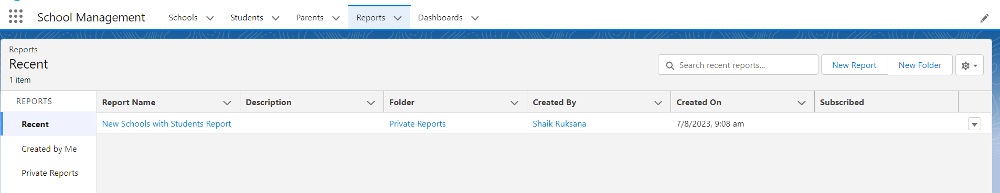 School Management Schools Students Parents Reports Dashboards
Reports
Recent
1 item
Search recent reports...
New Report
New Folder
REPORTS
Recent
Created by Me
Private Reports
Report Name Description Folder Created By Created On Subscribed
New Schools with Students Report Private Reports Shaik Ruksana 7/8/2023, 9:08 am